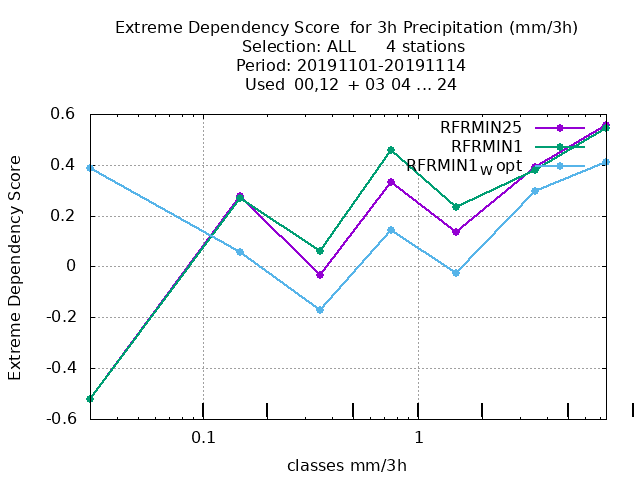 Extreme Dependency Score  for 3h Precipitation (mm/3h)
Selection: ALL      4 stations
Period: 20191101-20191114
Used  00,12  + 03 04 ... 24
RFRMIN25
RFRMIN1
RFRMIN1_W opt
Extreme Dependency Score
0.6
0.4
0.2
0
-0.2
-0.4
-0.6
0.1
1
classes mm/3h